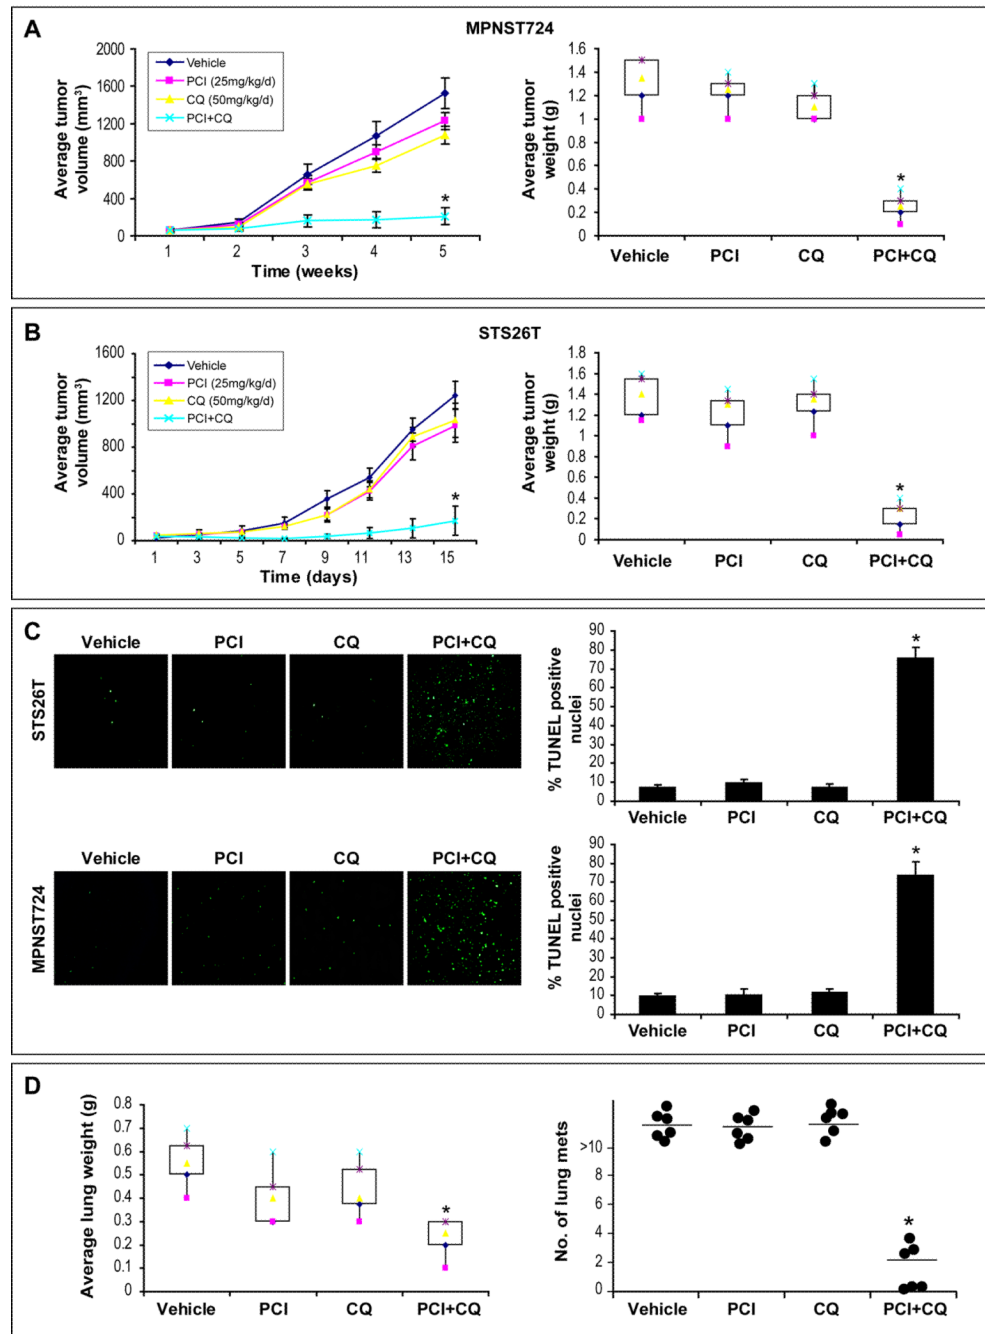 A
MPNST724
Average tumor
volume (mm³)
2000
1600
1200
800
400
0
Vehicle
PCI (25mg/kg/d)
CQ (50mg/kg/d)
PCI+CQ
*
1 2 3 4 5
Time (weeks)
Average tumor
weight (g)
1.6
1.4
1.2
1
0.8
0.6
0.4
0.2
0
*
Vehicle PCI CQ PCI+CQ
B
STS26T
Average tumor
volume (mm³)
1600
1200
800
400
0
Vehicle
PCI (25mg/kg/d)
CQ (50mg/kg/d)
PCI+CQ
*
1 3 5 7 9 11 13 15
Time (days)
Average tumor
weight (g)
1.8
1.6
1.4
1.2
1
0.8
0.6
0.4
0.2
0
*
Vehicle PCI CQ PCI+CQ
C
Vehicle PCI CQ PCI+CQ
STS26T
% TUNEL positive
nuclei
90
80
70
60
50
40
30
20
10
0
*
Vehicle PCI CQ PCI+CQ
Vehicle PCI CQ PCI+CQ
MPNST724
% TUNEL positive
nuclei
90
80
70
60
50
40
30
20
10
0
*
Vehicle PCI CQ PCI+CQ
D
Average lung weight (g)
0.8
0.7
0.6
0.5
0.4
0.3
0.2
0.1
0
*
Vehicle PCI CQ PCI+CQ
No. of lung mets
>10
6
4
2
0
*
Vehicle PCI CQ PCI+CQ